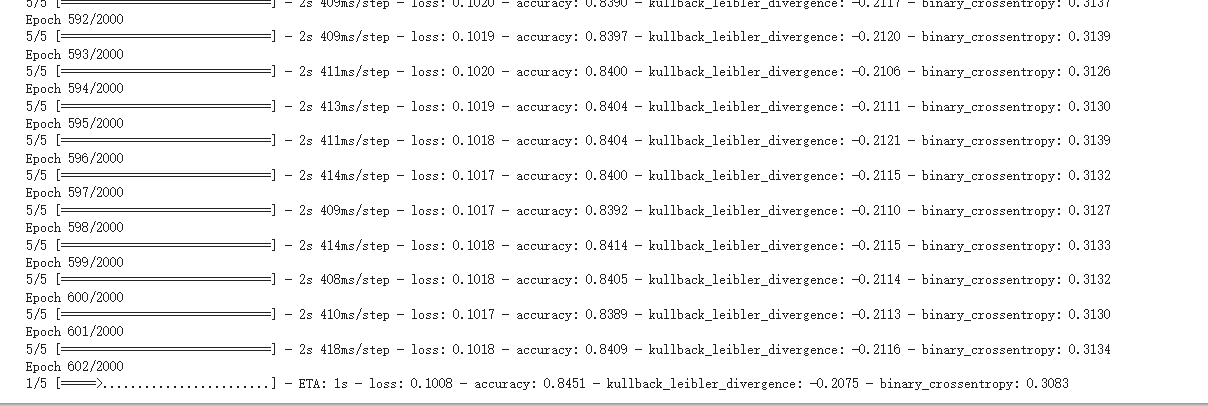 5/5 [==============================] - 2s 409ms/step - loss: 0.1020 - accuracy: 0.8390 - kullback_leibler_divergence: -0.2117 - binary_crossentropy: 0.3137
Epoch 592/2000
5/5 [==============================] - 2s 409ms/step - loss: 0.1019 - accuracy: 0.8397 - kullback_leibler_divergence: -0.2120 - binary_crossentropy: 0.3139
Epoch 593/2000
5/5 [==============================] - 2s 411ms/step - loss: 0.1020 - accuracy: 0.8400 - kullback_leibler_divergence: -0.2106 - binary_crossentropy: 0.3126
Epoch 594/2000
5/5 [==============================] - 2s 413ms/step - loss: 0.1019 - accuracy: 0.8404 - kullback_leibler_divergence: -0.2111 - binary_crossentropy: 0.3130
Epoch 595/2000
5/5 [==============================] - 2s 411ms/step - loss: 0.1018 - accuracy: 0.8404 - kullback_leibler_divergence: -0.2121 - binary_crossentropy: 0.3139
Epoch 596/2000
5/5 [==============================] - 2s 414ms/step - loss: 0.1017 - accuracy: 0.8400 - kullback_leibler_divergence: -0.2115 - binary_crossentropy: 0.3132
Epoch 597/2000
5/5 [==============================] - 2s 409ms/step - loss: 0.1017 - accuracy: 0.8392 - kullback_leibler_divergence: -0.2110 - binary_crossentropy: 0.3127
Epoch 598/2000
5/5 [==============================] - 2s 414ms/step - loss: 0.1018 - accuracy: 0.8414 - kullback_leibler_divergence: -0.2115 - binary_crossentropy: 0.3133
Epoch 599/2000
5/5 [==============================] - 2s 408ms/step - loss: 0.1018 - accuracy: 0.8405 - kullback_leibler_divergence: -0.2114 - binary_crossentropy: 0.3132
Epoch 600/2000
5/5 [==============================] - 2s 410ms/step - loss: 0.1017 - accuracy: 0.8389 - kullback_leibler_divergence: -0.2113 - binary_crossentropy: 0.3130
Epoch 601/2000
5/5 [==============================] - 2s 418ms/step - loss: 0.1018 - accuracy: 0.8409 - kullback_leibler_divergence: -0.2116 - binary_crossentropy: 0.3134
Epoch 602/2000
1/5 [=====>........................] - ETA: 1s - loss: 0.1008 - accuracy: 0.8451 - kullback_leibler_divergence: -0.2075 - binary_crossentropy: 0.3083